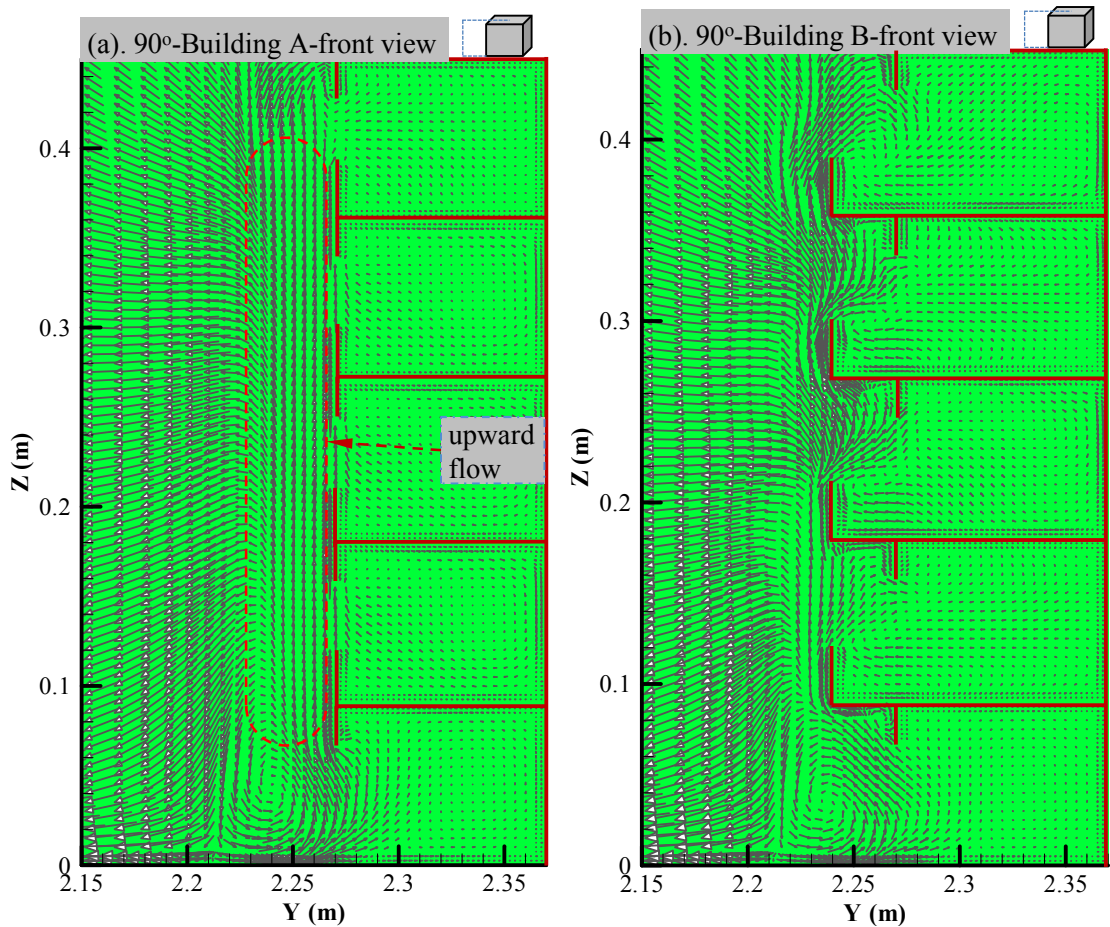 (a). 90°-Building A-front view
Z (m)
0.4
0.3
0.2
0.1
0
upward
flow
2.15 2.2 2.25 2.3 2.35
Y (m)
(b). 90°-Building B-front view
Z (m)
0.4
0.3
0.2
0.1
0
2.15 2.2 2.25 2.3 2.35
Y (m)